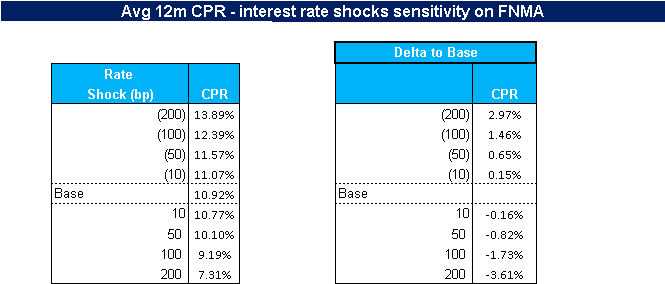 Avg 12m CPR - interest rate shocks sensitivity on FNMA
Delta to Base
Rate
Shock (bp) CPR
CPR
(200) 13.89%
(200) 2.97%
(100) 12.39%
(100) 1.46%
(50) 11.57%
(50) 0.65%
(10) 11.07%
(10) 0.15%
Base 10.92%
Base
10 10.77%
10 -0.16%
50 10.10%
50 -0.82%
100 9.19%
100 -1.73%
200 7.31%
200 -3.61%